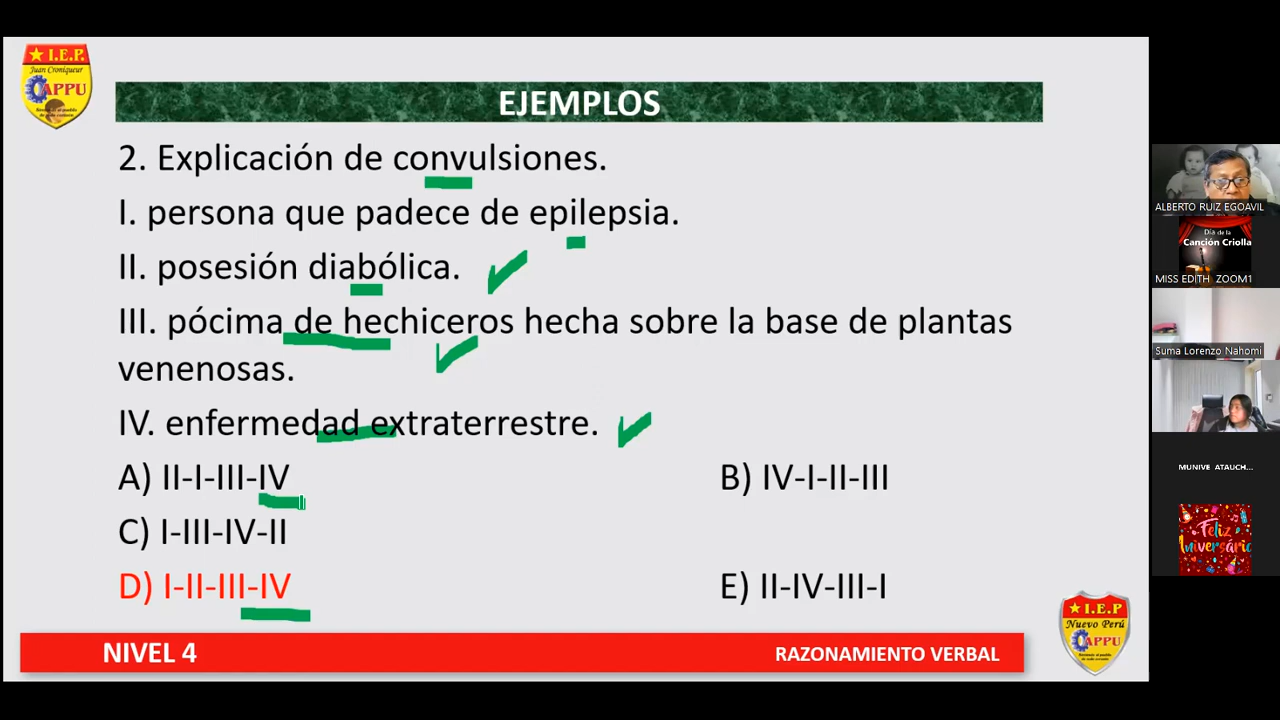 I.E.P.
Juan Croniqueur
APPU
EJEMPLOS
2. Explicación de convulsiones.
I. persona que padece de epilepsia.
II. posesión diabólica.
III. pócima de hechiceros hecha sobre la base de plantas
venenosas.
IV. enfermedad extraterrestre.
A) II-I-III-IV
B) IV-I-II-III
C) I-III-IV-II
D) I-II-III-IV
E) II-IV-III-I
NIVEL 4
RAZONAMIENTO VERBAL
I.E.P
Nuevo Perú
APPU
ALBERTO RUIZ EGOAVIL
Día de la
Canción Criolla
MISS EDITH ZOOM1
Suma Lorenzo Nahomi
MUNIVE ATAUCH...
Feliz
Aniversário